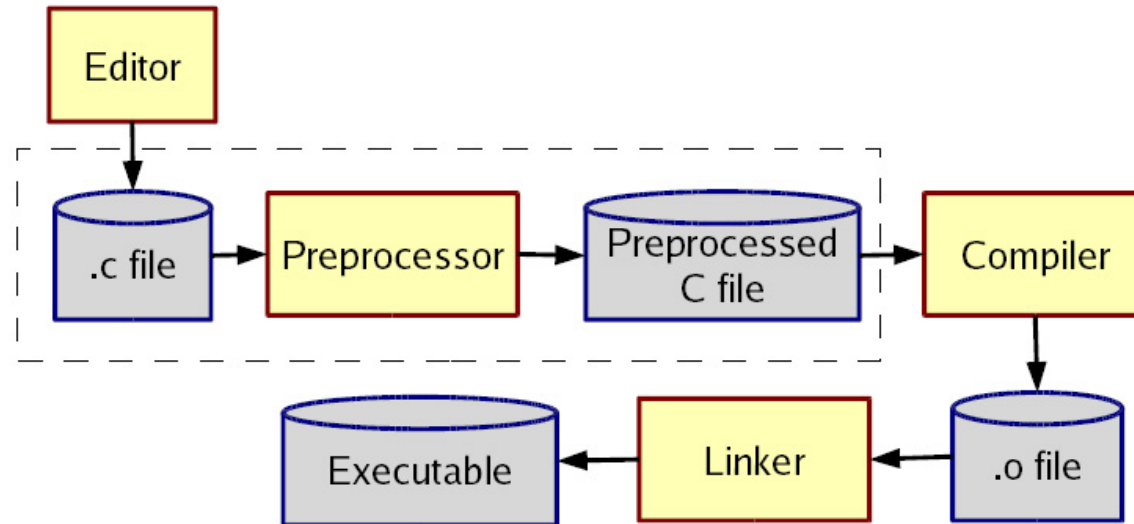 Editor
.c file
Preprocessor
Preprocessed
C file
Compiler
Executable
Linker
.o file